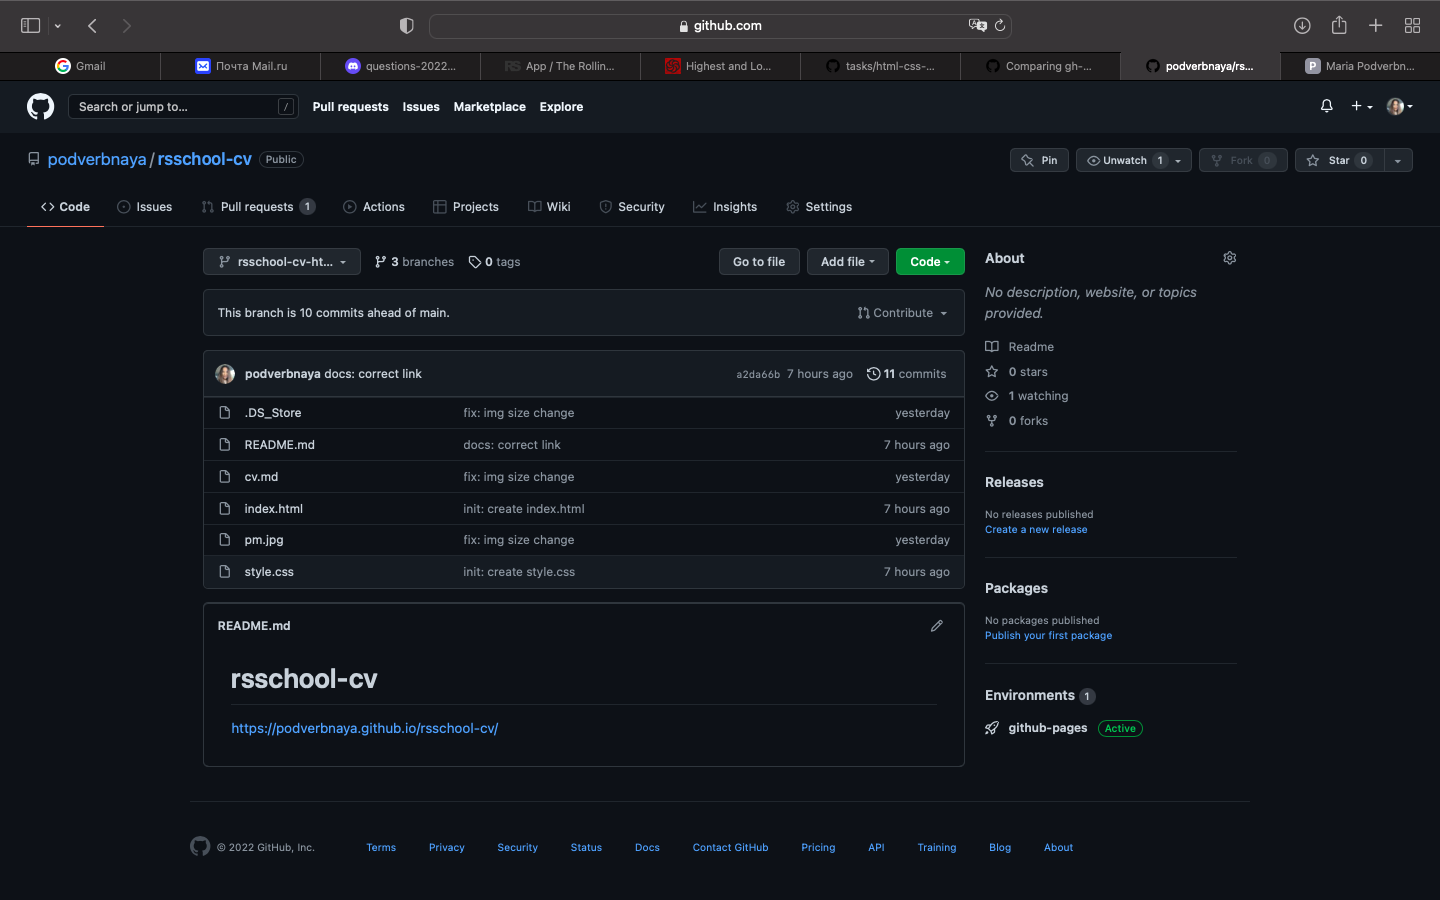 github.com
Gmail
Почта Mail.ru
questions-2022...
RS App / The Rollin...
Highest and Lo...
tasks/html-css-...
Comparing gh-...
podverbnaya/rs...
P Maria Podverbn...
Search or jump to... /
Pull requests Issues Marketplace Explore
podverbnaya / rsschool-cv Public
Pin Unwatch 1 Fork 0 Star 0
Code Issues Pull requests 1 Actions Projects Wiki Security Insights Settings
rsschool-cv-ht... 3 branches 0 tags Go to file Add file Code
This branch is 10 commits ahead of main. Contribute
podverbnaya docs: correct link a2da66b 7 hours ago 11 commits
.DS_Store fix: img size change yesterday
README.md docs: correct link 7 hours ago
cv.md fix: img size change yesterday
index.html init: create index.html 7 hours ago
pm.jpg fix: img size change yesterday
style.css init: create style.css 7 hours ago
README.md
rsschool-cv
https://podverbnaya.github.io/rsschool-cv/
About
No description, website, or topics
provided.
Readme
0 stars
1 watching
0 forks
Releases
No releases published
Create a new release
Packages
No packages published
Publish your first package
Environments 1
github-pages Active
© 2022 GitHub, Inc. Terms Privacy Security Status Docs Contact GitHub Pricing API Training Blog About